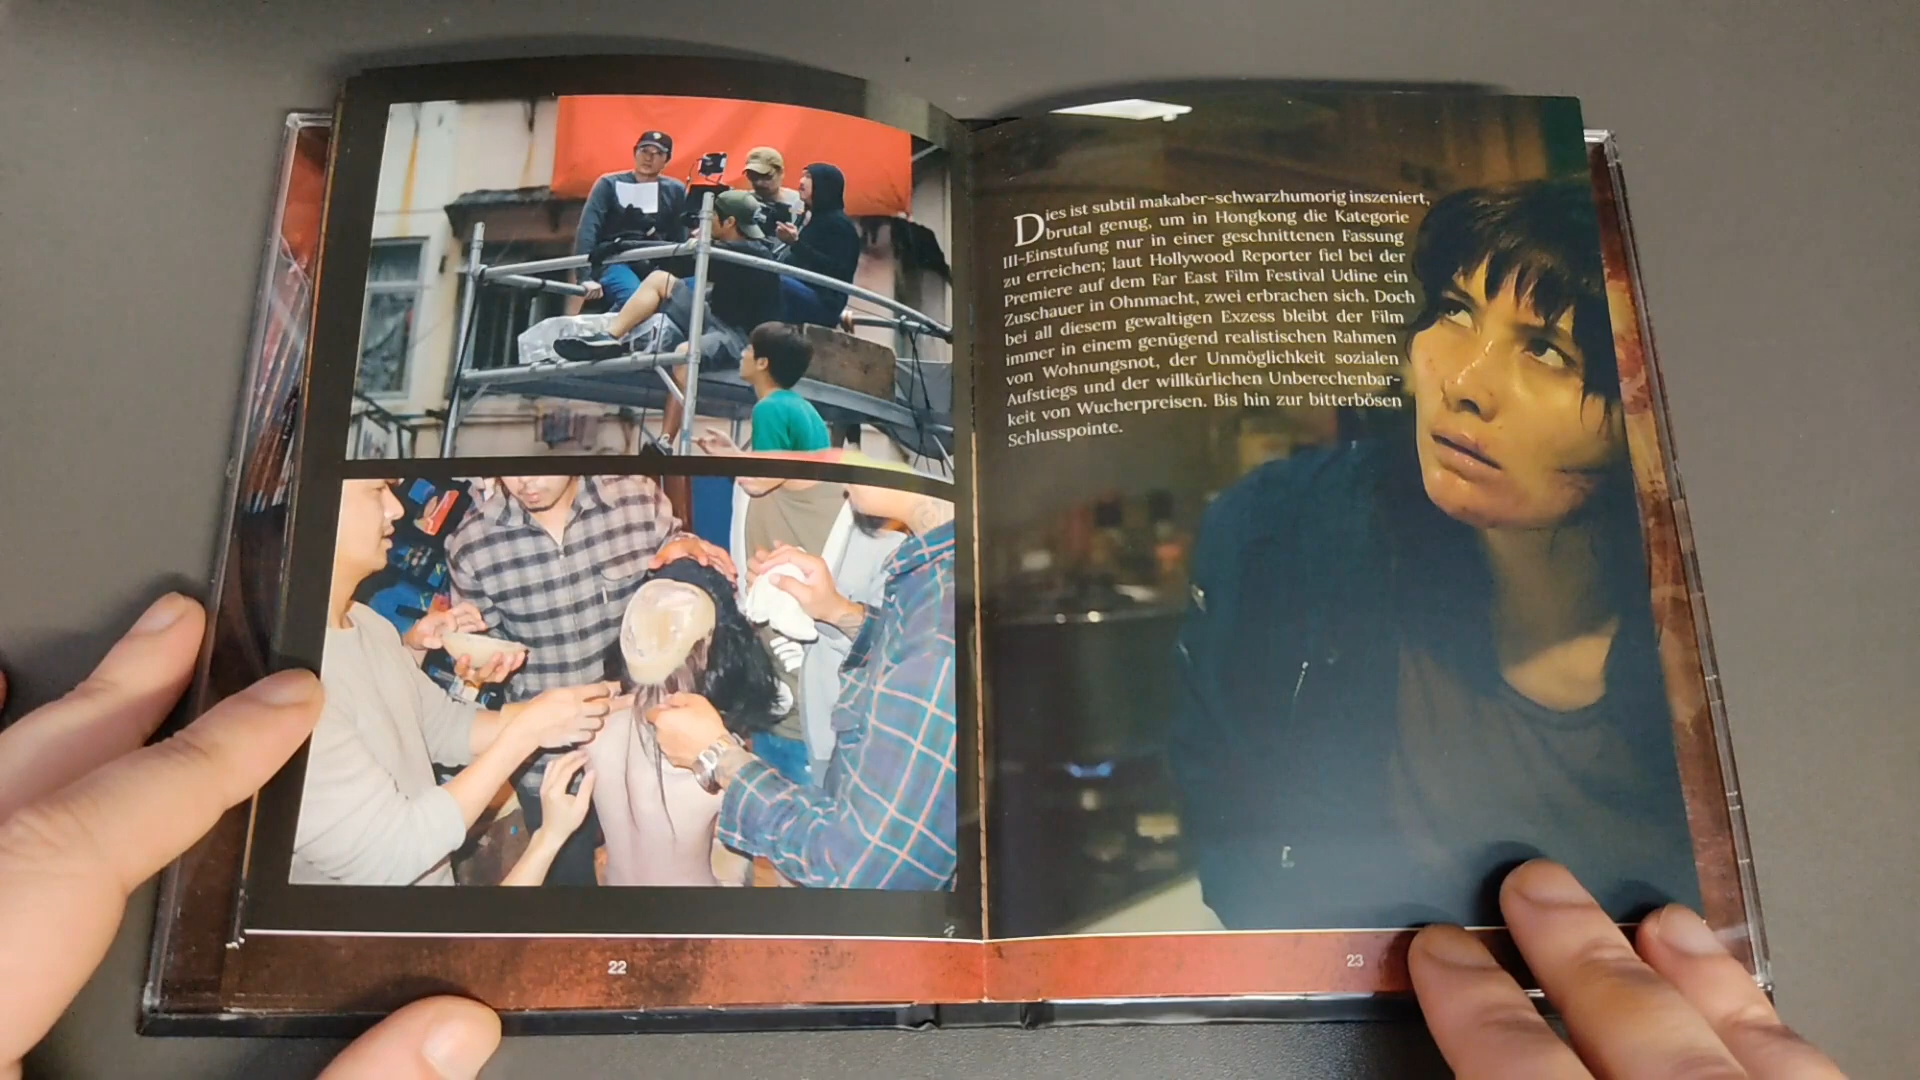 Dies ist subtil makaber-schwarzhumorig inszeniert,
brutal genug, um in Hongkong die Kategorie
III-Einstufung nur in einer geschnittenen Fassung
zu erreichen; laut Hollywood Reporter fiel bei der
Premiere auf dem Far East Film Festival Udine ein
Zuschauer in Ohnmacht, zwei erbrachen sich. Doch
bei all diesem gewaltigen Exzess bleibt der Film
immer in einem genügend realistischen Rahmen
von Wohnungsnot, der Unmöglichkeit sozialen
Aufstiegs und der willkürlichen Unberechenbar-
keit von Wucherpreisen. Bis hin zur bitterbösen
Schlusspointe.
22
23